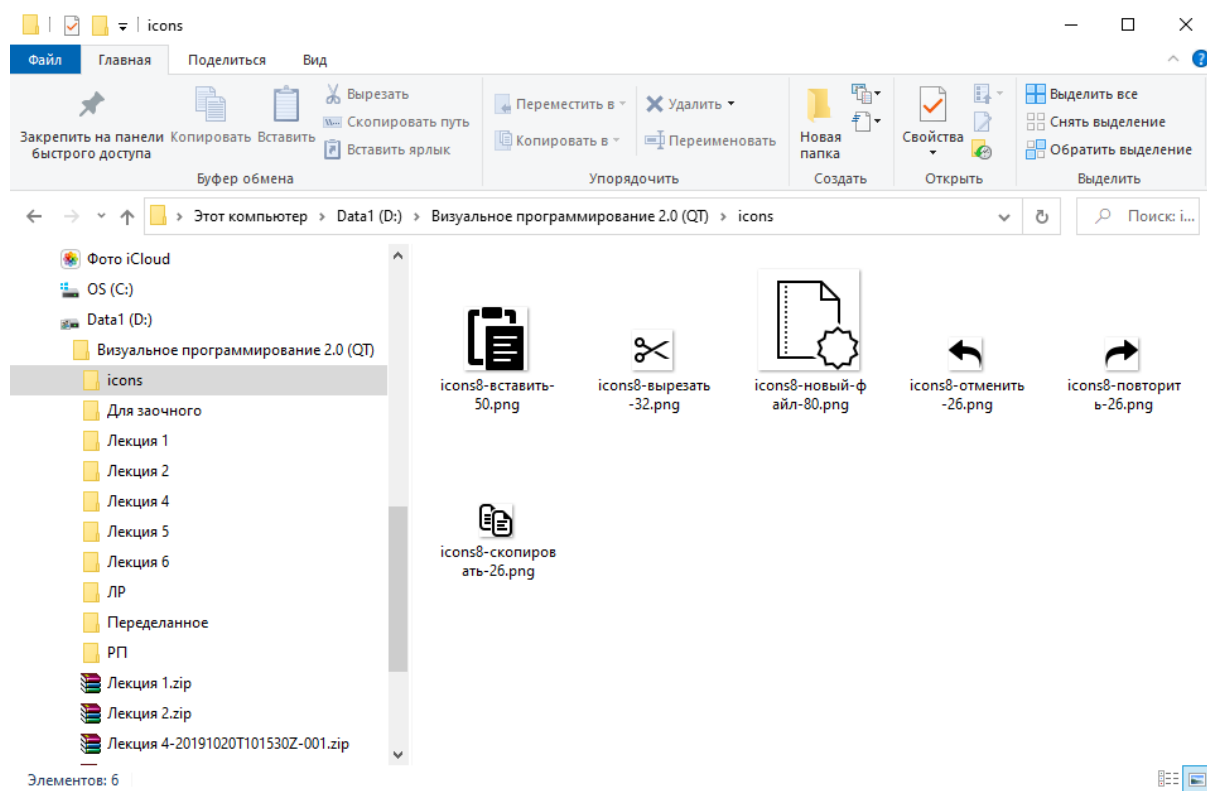 icons
Файл Главная Поделиться Вид
Закрепить на панели
быстрого доступа
Копировать
Вставить
Вырезать
Скопировать путь
Вставить ярлык
Буфер обмена
Переместить в
Копировать в
Удалить
Переименовать
Упорядочить
Новая
папка
Создать
Свойства
Открыть
Выделить все
Снять выделение
Обратить выделение
Выделить
Этот компьютер Data1 (D:) Визуальное программирование 2.0 (QT) icons
Поиск: i...
Фото iCloud
OS (C:)
Data1 (D:)
Визуальное программирование 2.0 (QT)
icons
Для заочного
Лекция 1
Лекция 2
Лекция 4
Лекция 5
Лекция 6
ЛР
Переделанное
РП
Лекция 1.zip
Лекция 2.zip
Лекция 4-20191020T101530Z-001.zip
icons8-вставить-
50.png
icons8-вырезать
-32.png
icons8-новый-ф
айл-80.png
icons8-отменить
-26.png
icons8-повторит
ь-26.png
icons8-скопиров
ать-26.png
Элементов: 6